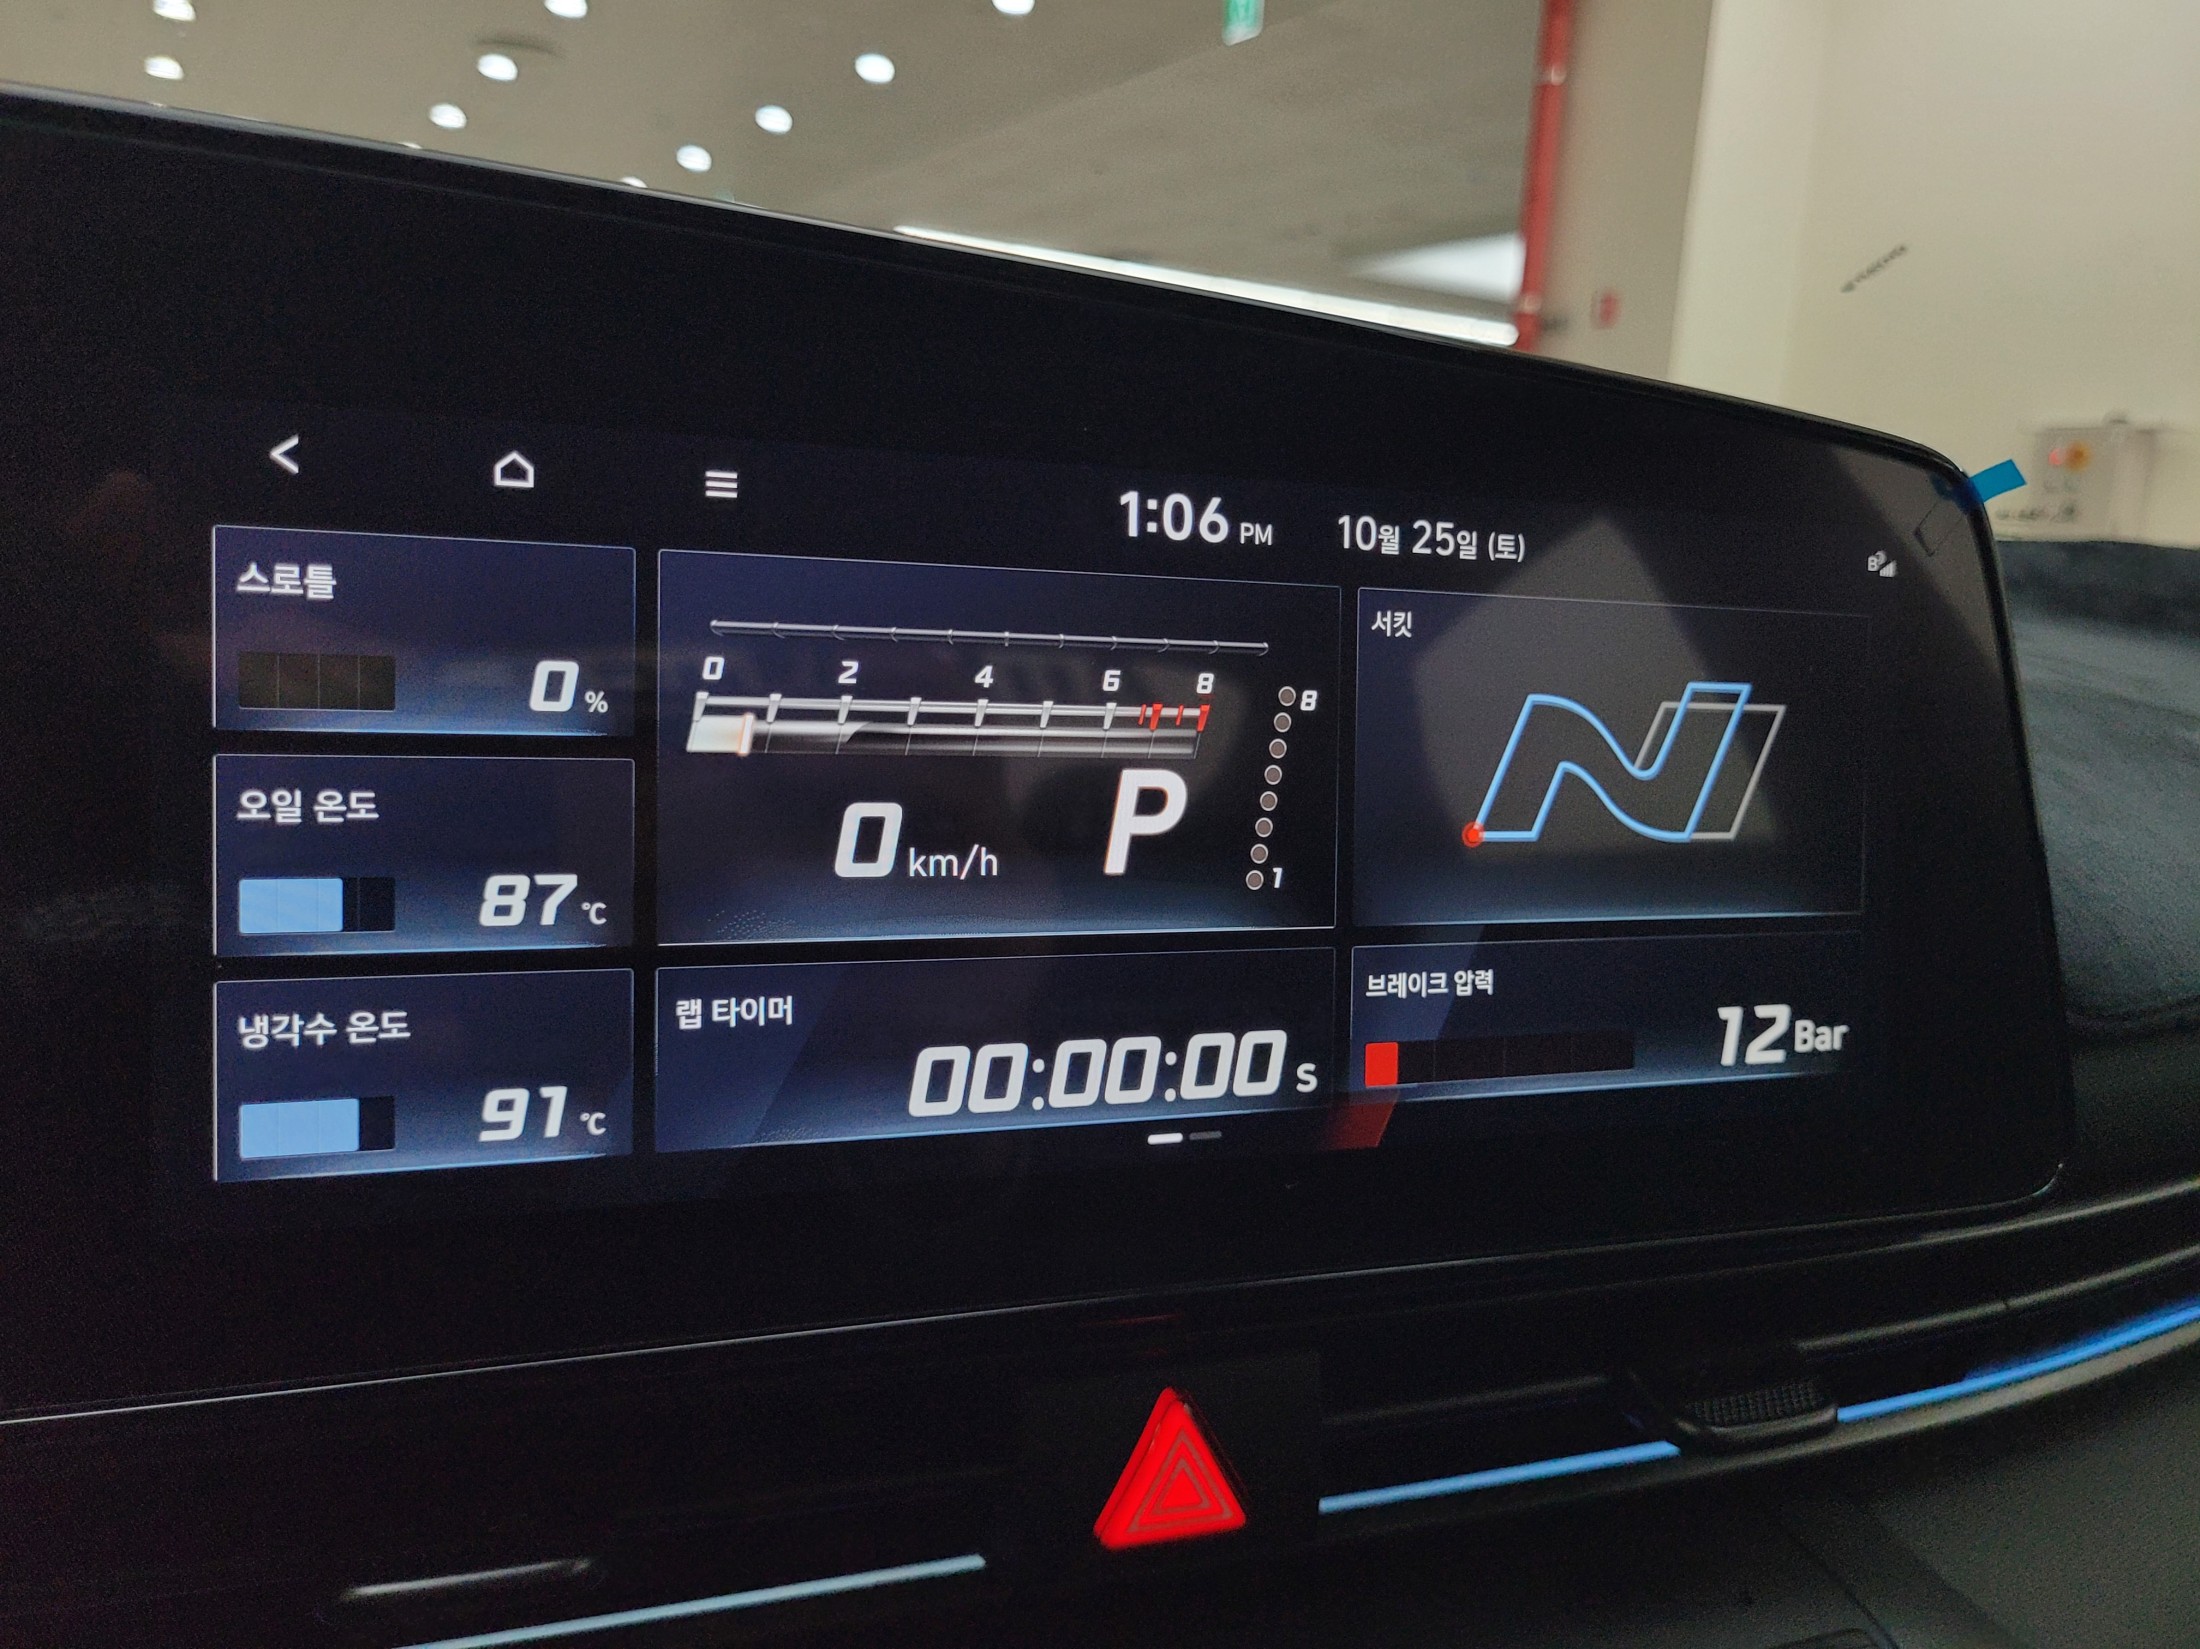 1:06 PM
10월 25일 (토)
스로틀
0 %
오일 온도
87 °C
냉각수 온도
91 °C
0 2 4 6 8
8
1
0 km/h
P
랩 타이머
00:00:00 S
서킷
브레이크 압력
12 Bar